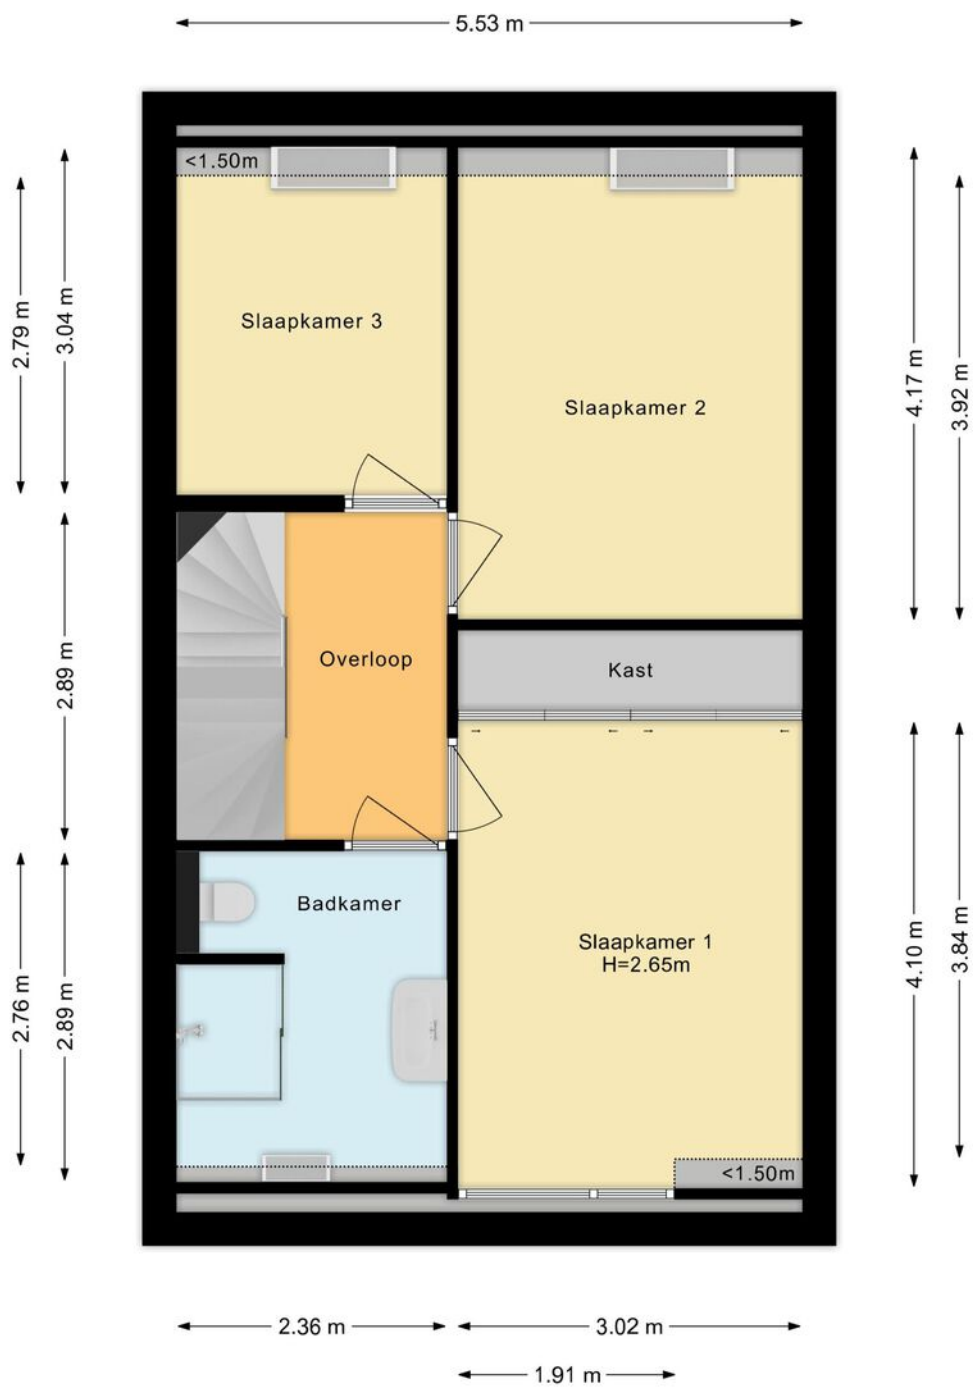 5.53 m
<1.50m
2.79 m
3.04 m
Slaapkamer 3
4.17 m
3.92 m
Slaapkamer 2
2.89 m
Overloop
Kast
Badkamer
Slaapkamer 1
H=2.65m
2.76 m
2.89 m
4.10 m
3.84 m
<1.50m
2.36 m
3.02 m
1.91 m